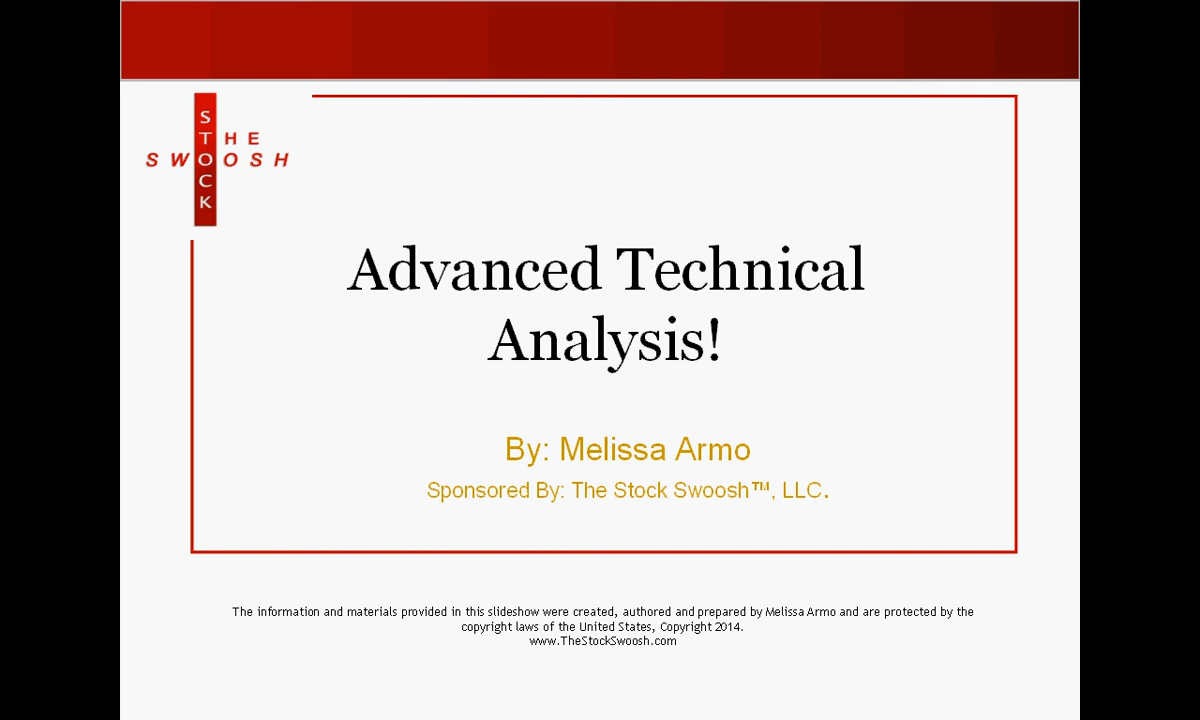 THE
STOCK
SWOOSH
Advanced Technical
Analysis!
By: Melissa Armo
Sponsored By: The Stock Swoosh™, LLC.
The information and materials provided in this slideshow were created, authored and prepared by Melissa Armo and are protected by the
copyright laws of the United States, Copyright 2014.
www.TheStockSwoosh.com